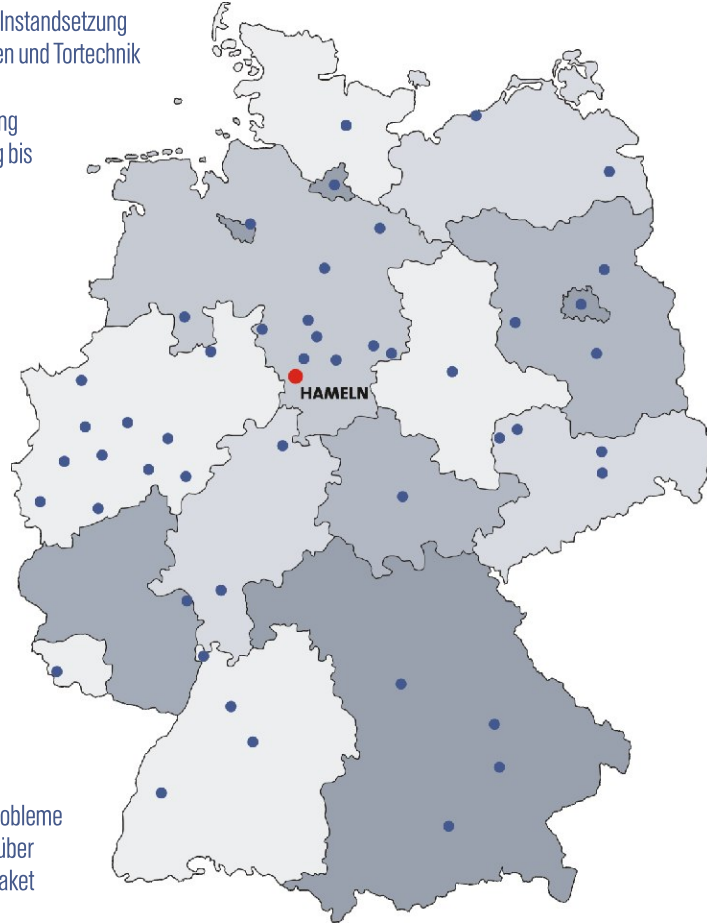 Instandsetzung
en und Tortechnik
ng
g bis
HAMELN
obleme
über
aket